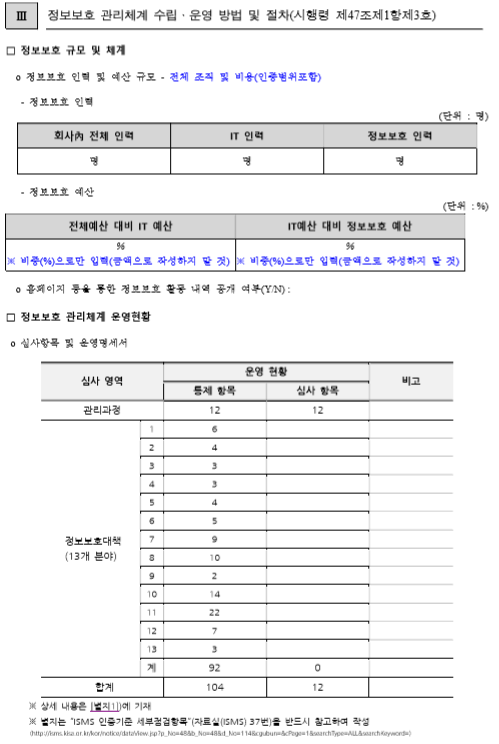 Ⅲ 정보보호 관리체계 수립 · 운영 방법 및 절차(시행령 제47조제1항제3호)
□ 정보보호 규모 및 체계
o 정보보호 인력 및 예산 규모 - 전체 조직 및 비용(인증범위포함)
- 정보보호 인력
(단위 : 명)
회사內 전체 인력 IT 인력 정보보호 인력
명 명 명
- 정보보호 예산
(단위 :%)
전체예산 대비 IT 예산 IT예산 대비 정보보호 예산
% %
※ 비중(%)으로만 입력(금액으로 작성하지 말 것) ※ 비중(%)으로만 입력(금액으로 작성하지 말 것)
o 홈페이지 등을 통한 정보보호 활동 내역 공개 여부(Y/N) :
□ 정보보호 관리체계 운영현황
o 심사항목 및 운영명세서
심사 영역 운영 현황 비고
통제 항목 심사 항목
관리과정 12 12
정보보호대책
(13개 분야)
1 6
2 4
3 3
4 3
5 4
6 5
7 9
8 10
9 2
10 14
11 22
12 7
13 3
계 92 0
합계 104 12
※ 상세 내용은 [별지1]에 기재
※ 별지는 "ISMS 인증기준 세부점검항목"(자료실(ISMS) 37번)을 반드시 참고하여 작성
(http://isms.kisa.or.kr/kor/notice/dataView.jsp?p_No=48&b_No=48&d_No=114&cgubun=&cPage=1&searchType=ALL&searchKeyword=)